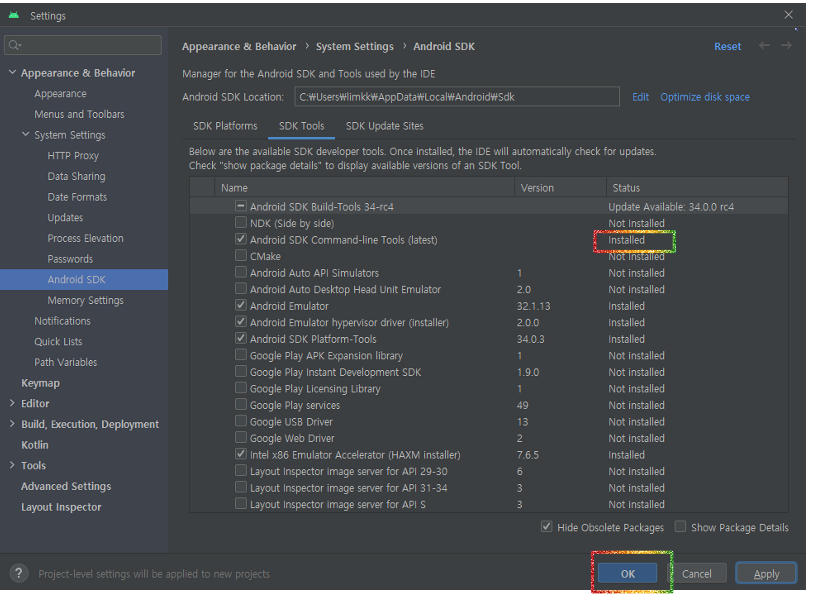 Settings
Appearance & Behavior › System Settings › Android SDK Reset
Appearance & Behavior
Appearance
Menus and Toolbars
System Settings
HTTP Proxy
Data Sharing
Date Formats
Updates
Process Elevation
Passwords
Android SDK
Memory Settings
Notifications
Quick Lists
Path Variables
Keymap
Editor
Build, Execution, Deployment
Kotlin
Tools
Advanced Settings
Layout Inspector
Manager for the Android SDK and Tools used by the IDE
Android SDK Location: C:₩Users₩limkk₩AppData₩Local₩Android₩Sdk Edit Optimize disk space
SDK Platforms SDK Tools SDK Update Sites
Below are the available SDK developer tools. Once installed, the IDE will automatically check for updates.
Check "show package details" to display available versions of an SDK Tool.
Name Version Status
Android SDK Build-Tools 34-rc4 Update Available: 34.0.0 rc4
NDK (Side by side) Not Installed
Android SDK Command-line Tools (latest) Installed
CMake Not Installed
Android Auto API Simulators 1 Not installed
Android Auto Desktop Head Unit Emulator 2.0 Not installed
Android Emulator 32.1.13 Installed
Android Emulator hypervisor driver (installer) 2.0.0 Installed
Android SDK Platform-Tools 34.0.3 Installed
Google Play APK Expansion library 1 Not installed
Google Play Instant Development SDK 1.9.0 Not installed
Google Play Licensing Library 1 Not installed
Google Play services 49 Not installed
Google USB Driver 13 Not installed
Google Web Driver 2 Not installed
Intel x86 Emulator Accelerator (HAXM installer) 7.6.5 Installed
Layout Inspector image server for API 29-30 6 Not installed
Layout Inspector image server for API 31-34 3 Not installed
Layout Inspector image server for API S 3 Not installed
Hide Obsolete Packages Show Package Details
? Project-level settings will be applied to new projects
OK Cancel Apply